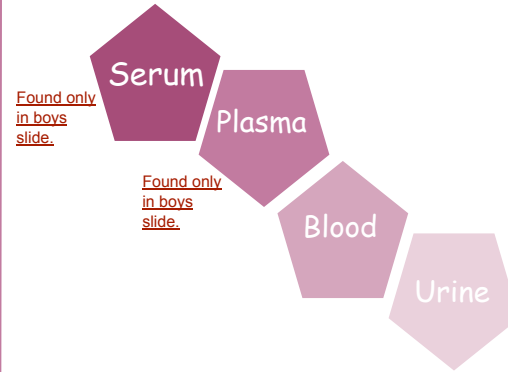 Serum
Found only
in boys
slide.
Plasma
Found only
in boys
slide.
Blood
Urine